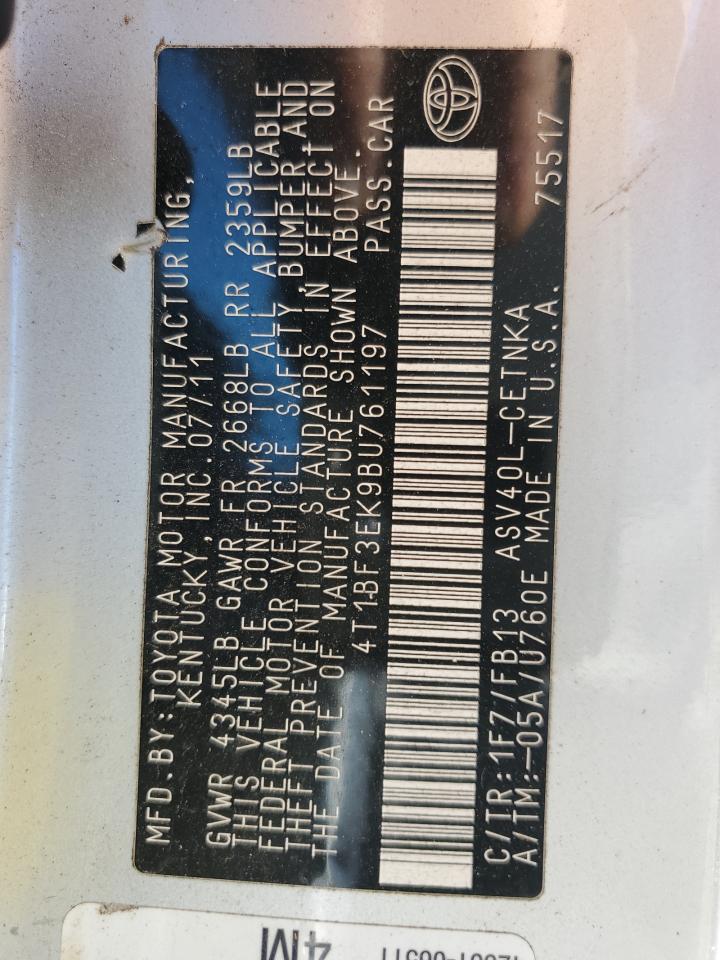 MFD.BY:TOYOTA MOTOR MANUFACTURING,
KENTUCKY, INC.07/11
GVWR 4345LB GAWR FR 2668LB RR 2359LB
THIS VEHICLE CONFORMS TO ALL APPLICABLE
FEDERAL MOTOR VEHICLE SAFETY,BUMPER,AND
THEFT PREVENTION STANDARDS IN EFFECT ON
THE DATE OF MANUFACTURE SHOWN ABOVE.
4T1BF3EK9BU761197 PASS.CAR
C/TR:1F7/FB13 ASV40L-CETNKA
A/TM:-05A/U760E MADE IN U.S.A. 75517
4M